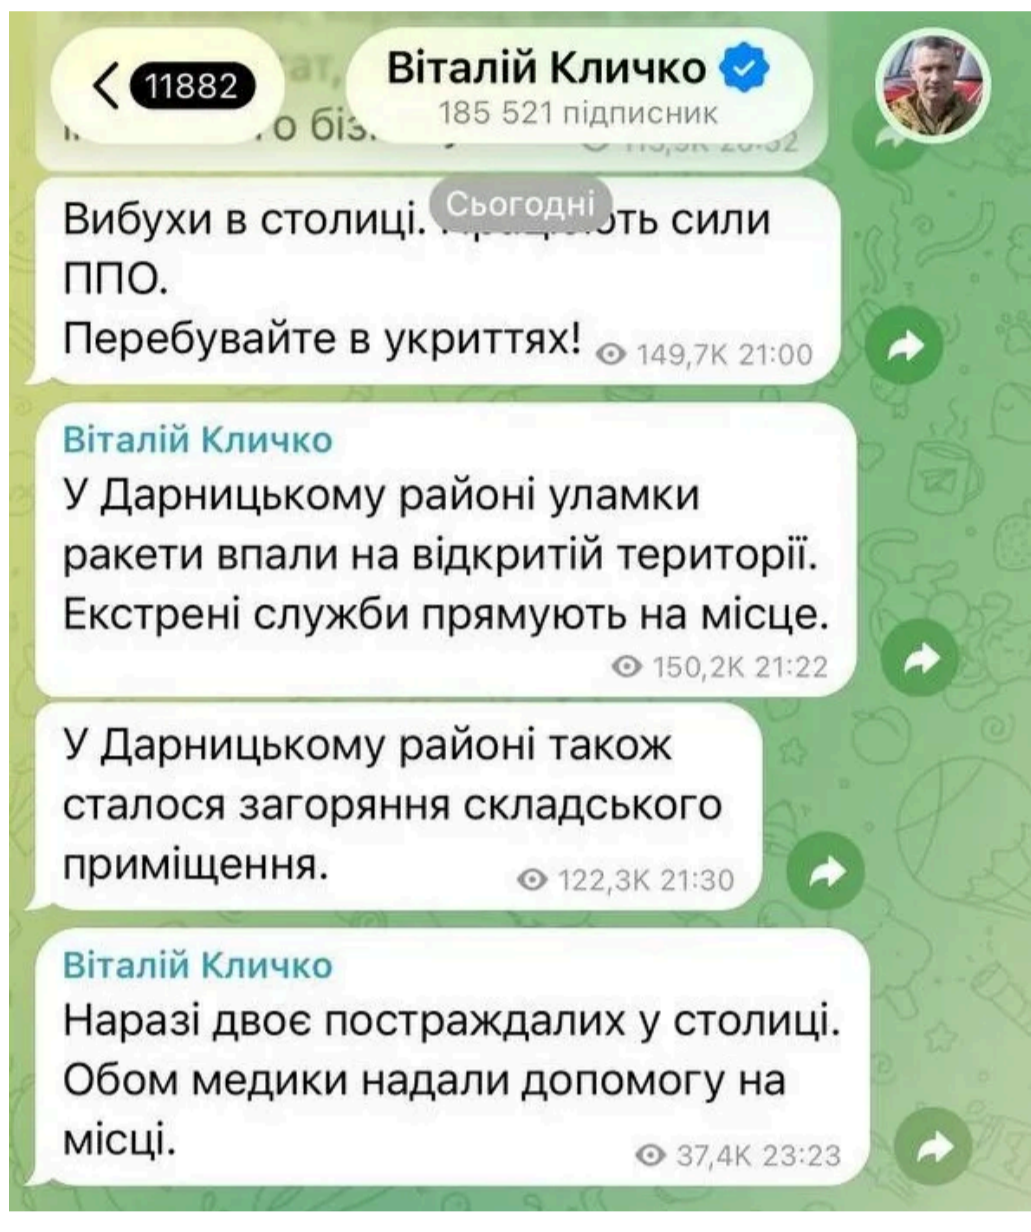 11882
Віталій Кличко
185 521 підписник
о біз
Сьогодні
Вибухи в столиці. сили
ППО.
Перебувайте в укриттях!
149,7K 21:00
Віталій Кличко
У Дарницькому районі уламки
ракети впали на відкритій території.
Екстрені служби прямують на місце.
150,2K 21:22
У Дарницькому районі також
сталося загоряння складського
приміщення.
122,3K 21:30
Віталій Кличко
Наразі двоє постраждалих у столиці.
Обом медики надали допомогу на
місці.
37,4K 23:23